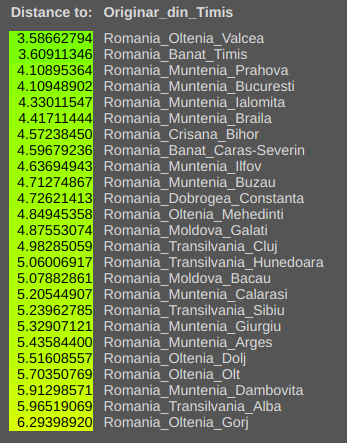 Distance to: Originar_din_Timis
3.58662794 Romania_Oltenia_Valcea
3.60911346 Romania_Banat_Timis
4.10895364 Romania_Muntenia_Prahova
4.10948902 Romania_Muntenia_Bucuresti
4.33011547 Romania_Muntenia_Ialomita
4.41711444 Romania_Muntenia_Braila
4.57238450 Romania_Crisana_Bihor
4.59679236 Romania_Banat_Caras-Severin
4.63694943 Romania_Muntenia_Ilfov
4.71274867 Romania_Muntenia_Buzau
4.72621413 Romania_Dobrogea_Constanta
4.84945358 Romania_Oltenia_Mehedinti
4.87553074 Romania_Moldova_Galati
4.98285059 Romania_Transilvania_Cluj
5.06006917 Romania_Transilvania_Hunedoara
5.07882861 Romania_Moldova_Bacau
5.20544907 Romania_Muntenia_Calarasi
5.23962785 Romania_Transilvania_Sibiu
5.32907121 Romania_Muntenia_Giurgiu
5.43584400 Romania_Muntenia_Arges
5.51608557 Romania_Oltenia_Dolj
5.70350769 Romania_Oltenia_Olt
5.91298571 Romania_Muntenia_Dambovita
5.96519069 Romania_Transilvania_Alba
6.29398920 Romania_Oltenia_Gorj